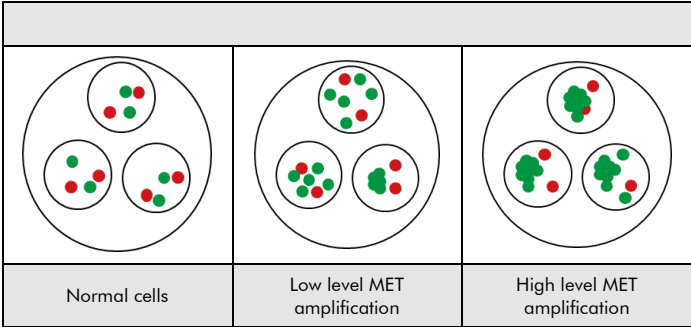 Normal cells
Low level MET
amplification
High level MET
amplification